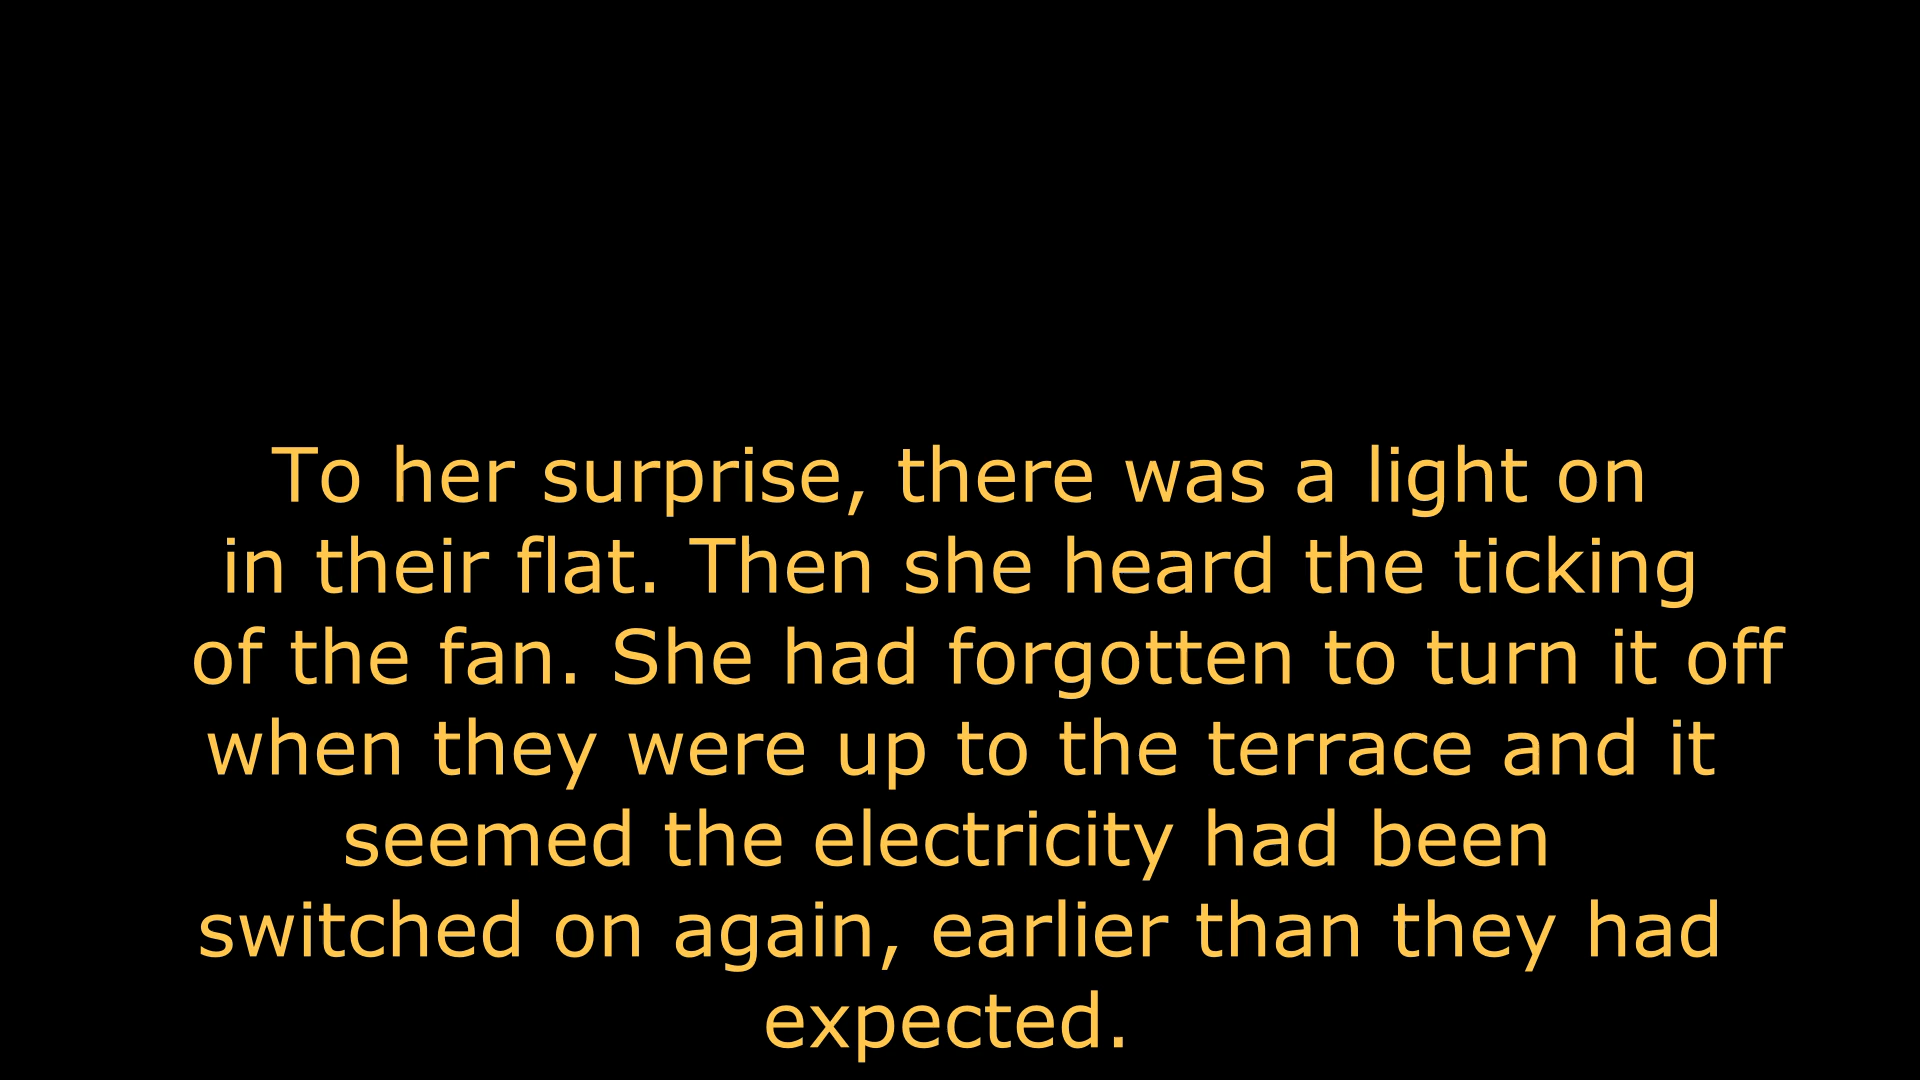 To her surprise, there was a light on
in their flat. Then she heard the ticking
of the fan. She had forgotten to turn it off
when they were up to the terrace and it
seemed the electricity had been
switched on again, earlier than they had
expected.